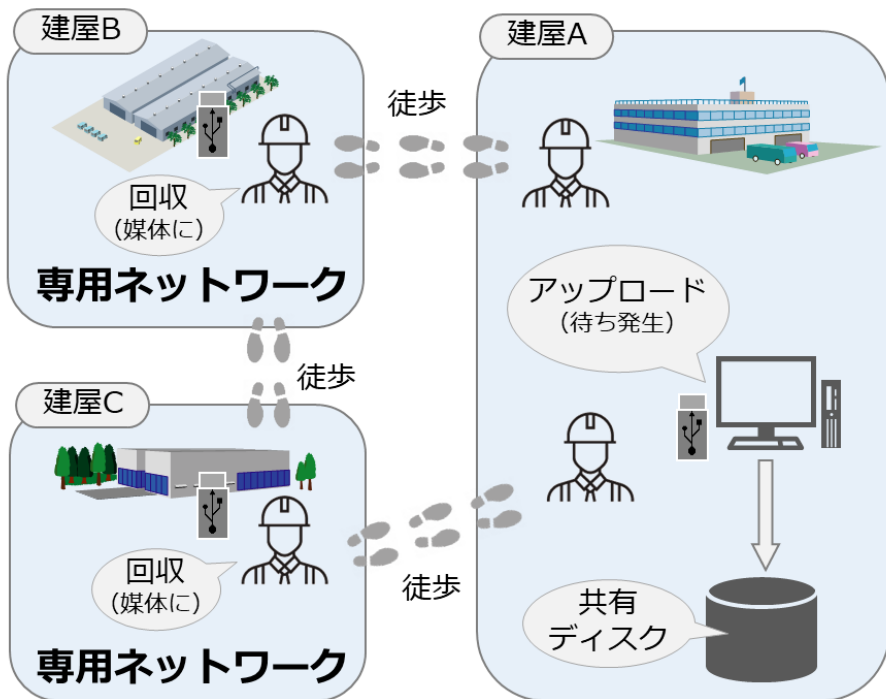 建屋B
徒歩
建屋A
回収
(媒体に)
専用ネットワーク
アップロード
(待ち発生)
徒歩
建屋C
回収
(媒体に)
徒歩
専用ネットワーク
共有
ディスク